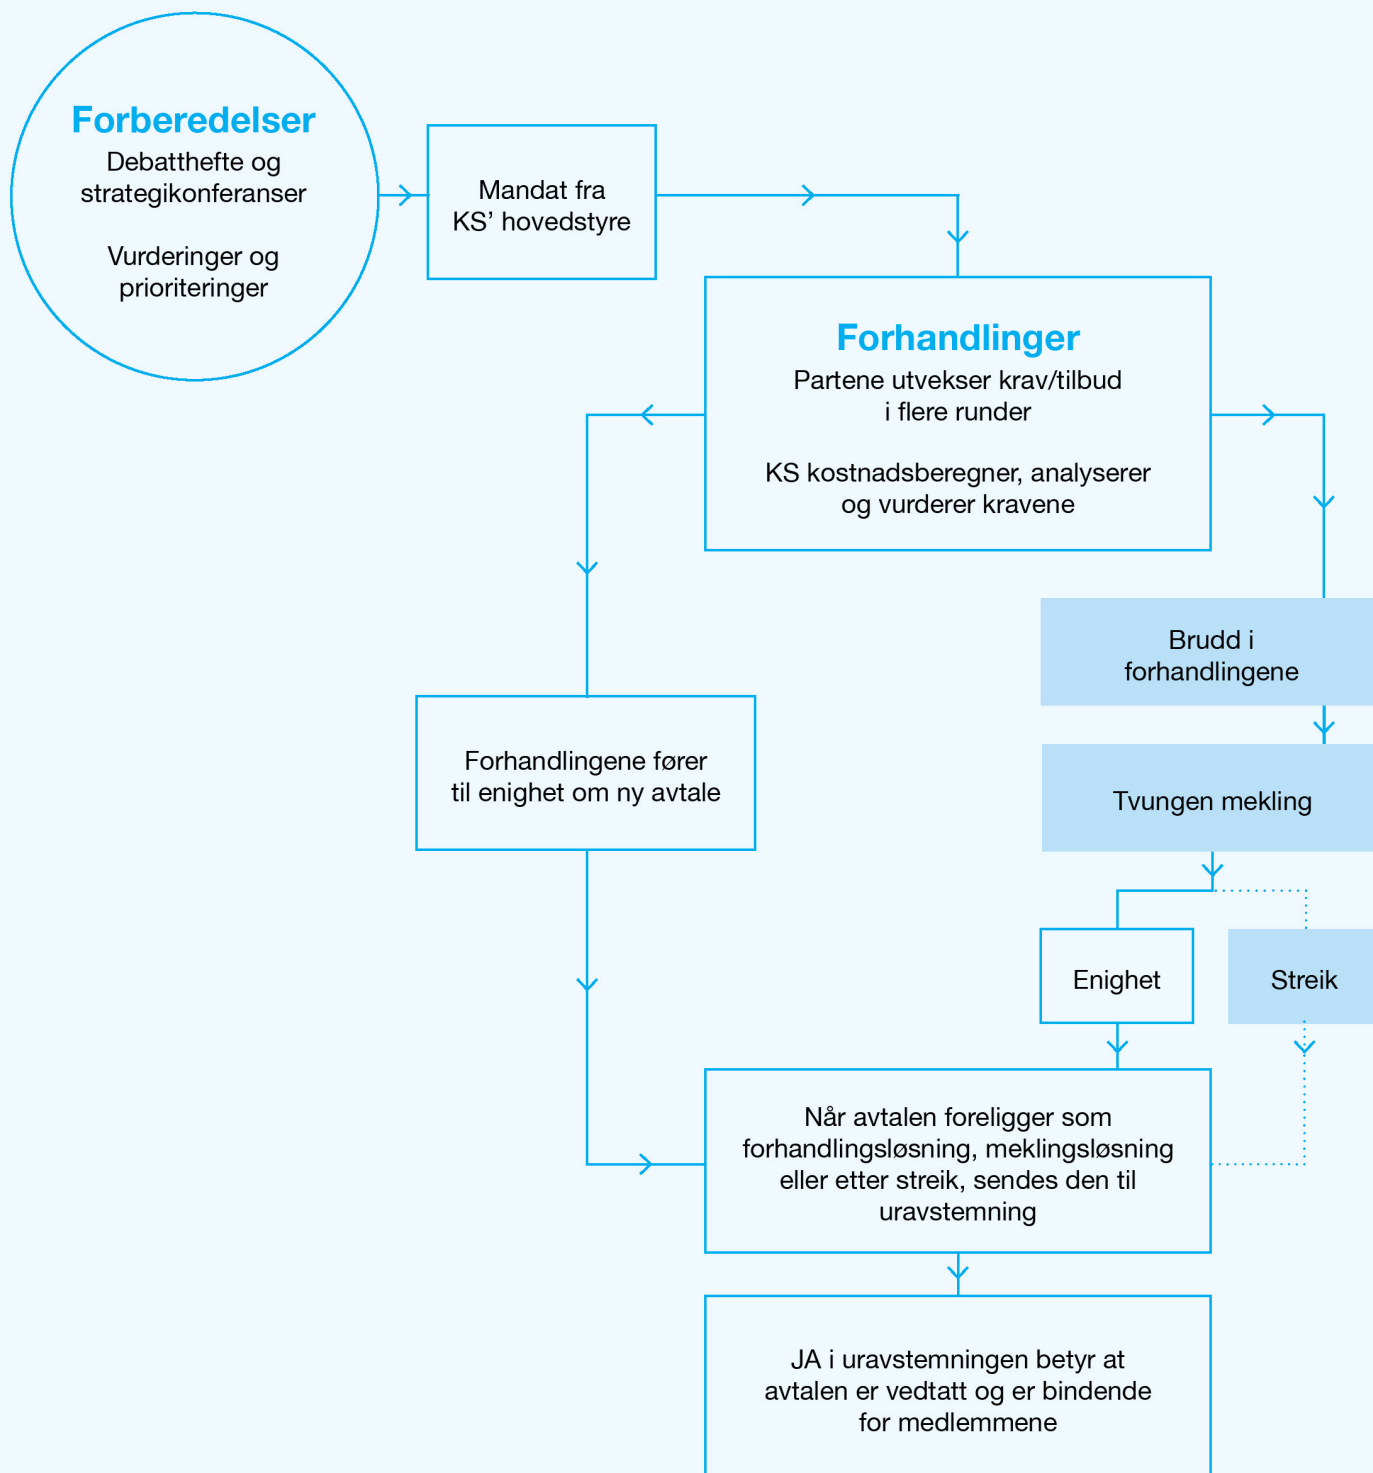 Forberedelser
Debatthefte og
strategikonferanser
Vurderinger og
prioriteringer
Mandat fra
KS’ hovedstyre
Forhandlinger
Partene utvekser krav/tilbud
i flere runder
KS kostnadsberegner, analyserer
og vurderer kravene
Brudd i
forhandlingene
Forhandlingene fører
til enighet om ny avtale
Tvungen mekling
Enighet
Streik
Når avtalen foreligger som
forhandlingsløsning, meklingsløsning
eller etter streik, sendes den til
uravstemning
JA i uravstemningen betyr at
avtalen er vedtatt og er bindende
for medlemmene